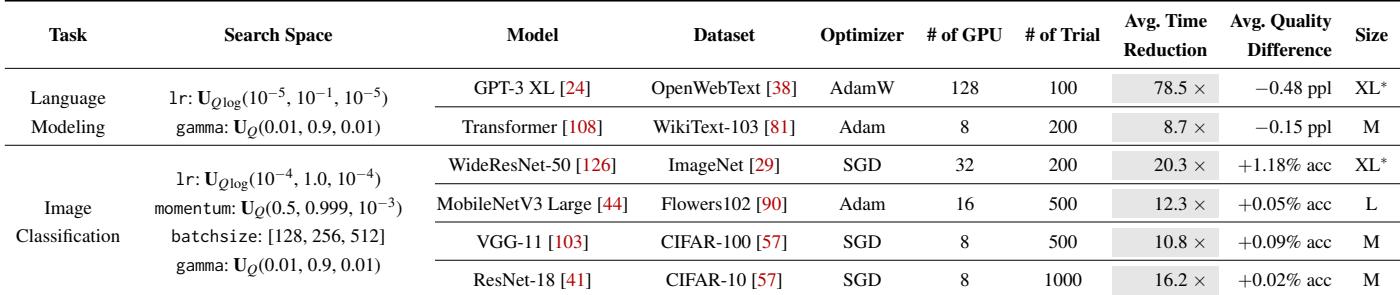 Task Search Space Model Dataset Optimizer # of GPU # of Trial Avg. Time Reduction Avg. Quality Difference Size
Language Modeling
lr: U_Qlog(10^−5, 10^−1, 10^−5)
gamma: U_Q(0.01, 0.9, 0.01)
GPT-3 XL [24] OpenWebText [38] AdamW 128 100 78.5 × −0.48 ppl XL*
Transformer [108] WikiText-103 [81] Adam 8 200 8.7 × −0.15 ppl M
Image Classification
lr: U_Qlog(10^−4, 1.0, 10^−4)
momentum: U_Q(0.5, 0.999, 10^−3)
batchsize: [128, 256, 512]
gamma: U_Q(0.01, 0.9, 0.01)
WideResNet-50 [126] ImageNet [29] SGD 32 200 20.3 × +1.18% acc XL*
MobileNetV3 Large [44] Flowers102 [90] Adam 16 500 12.3 × +0.05% acc L
VGG-11 [103] CIFAR-100 [57] SGD 8 500 10.8 × +0.09% acc M
ResNet-18 [41] CIFAR-10 [57] SGD 8 1000 16.2 × +0.02% acc M